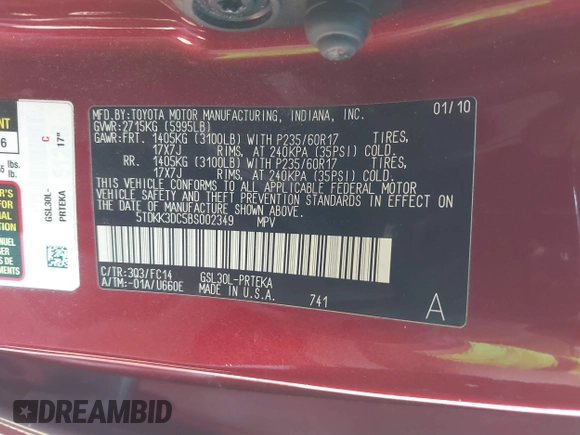 MFD.BY:TOYOTA MOTOR MANUFACTURING, INDIANA, INC. 01/10
GVWR:2715KG (5995LB)
GAWR:FRT. 1405KG (3100LB) WITH P235/60R17 TIRES,
17X7J RIMS, AT 240KPA (35PSI) COLD.
RR. 1405KG (3100LB) WITH P235/60R17 TIRES,
17X7J RIMS, AT 240KPA (35PSI) COLD.
THIS VEHICLE CONFORMS TO ALL APPLICABLE FEDERAL MOTOR
VEHICLE SAFETY AND THEFT PREVENTION STANDARDS IN EFFECT ON
THE DATE OF MANUFACTURE SHOWN ABOVE.
5TDKK3DC5BS002349 MPV
C/TR:3Q3/FC14 GSL30L-PRTEKA
A/TM:-01A/U660E MADE IN U.S.A. 741
A
GSL30L-
PRTEKA
C
17"
6
lbs.
lb.
DREAMBID